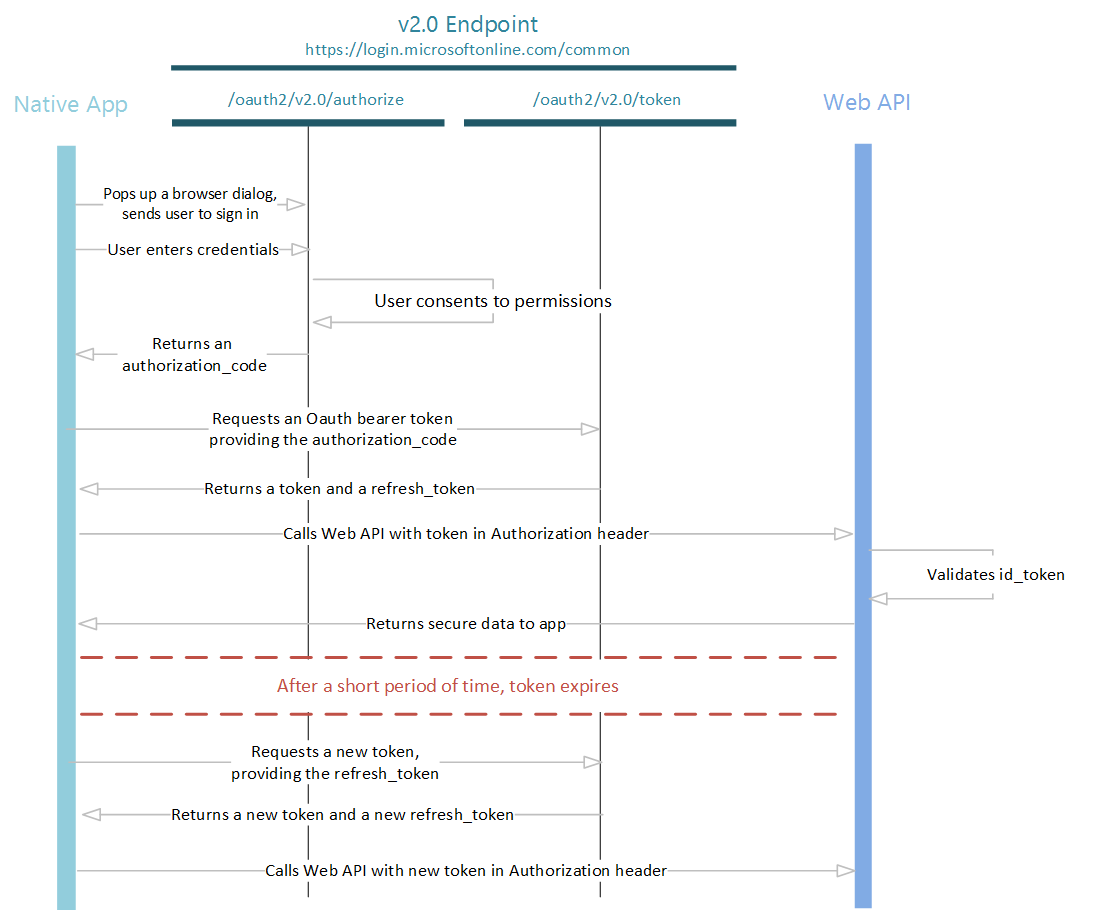 v2.0 Endpoint
https://login.microsoftonline.com/common
Native App
/oauth2/v2.0/authorize
/oauth2/v2.0/token
Web API
Pops up a browser dialog,
sends user to sign in
User enters credentials
User consents to permissions
Returns an
authorization_code
Requests an Oauth bearer token
providing the authorization_code
Returns a token and a refresh_token
Calls Web API with token in Authorization header
Validates id_token
Returns secure data to app
After a short period of time, token expires
Requests a new token,
providing the refresh_token
Returns a new token and a new refresh_token
Calls Web API with new token in Authorization header